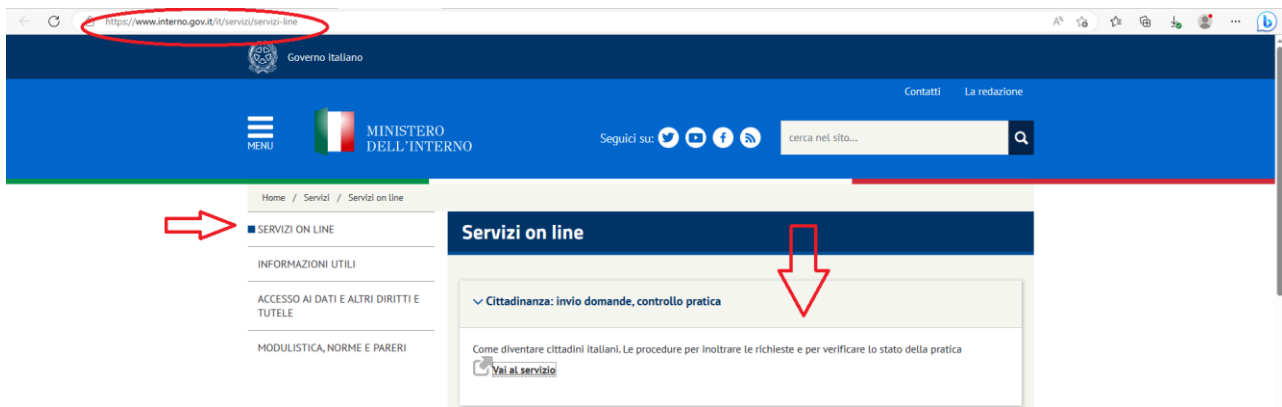 https://www.interno.gov.it/it/servizi/servizi-line
Governo Italiano
Contatti La redazione
MENU
MINISTERO
DELL'INTERNO
Seguici su:
cerca nel sito...
Home / Servizi / Servizi on line
SERVIZI ON LINE
INFORMAZIONI UTILI
ACCESSO AI DATI E ALTRI DIRITTI E
TUTELE
MODULISTICA, NORME E PARERI
Servizi on line
Cittadinanza: invio domande, controllo pratica
Come diventare cittadini italiani. Le procedure per inoltrare le richieste e per verificare lo stato della pratica
Vai al servizio